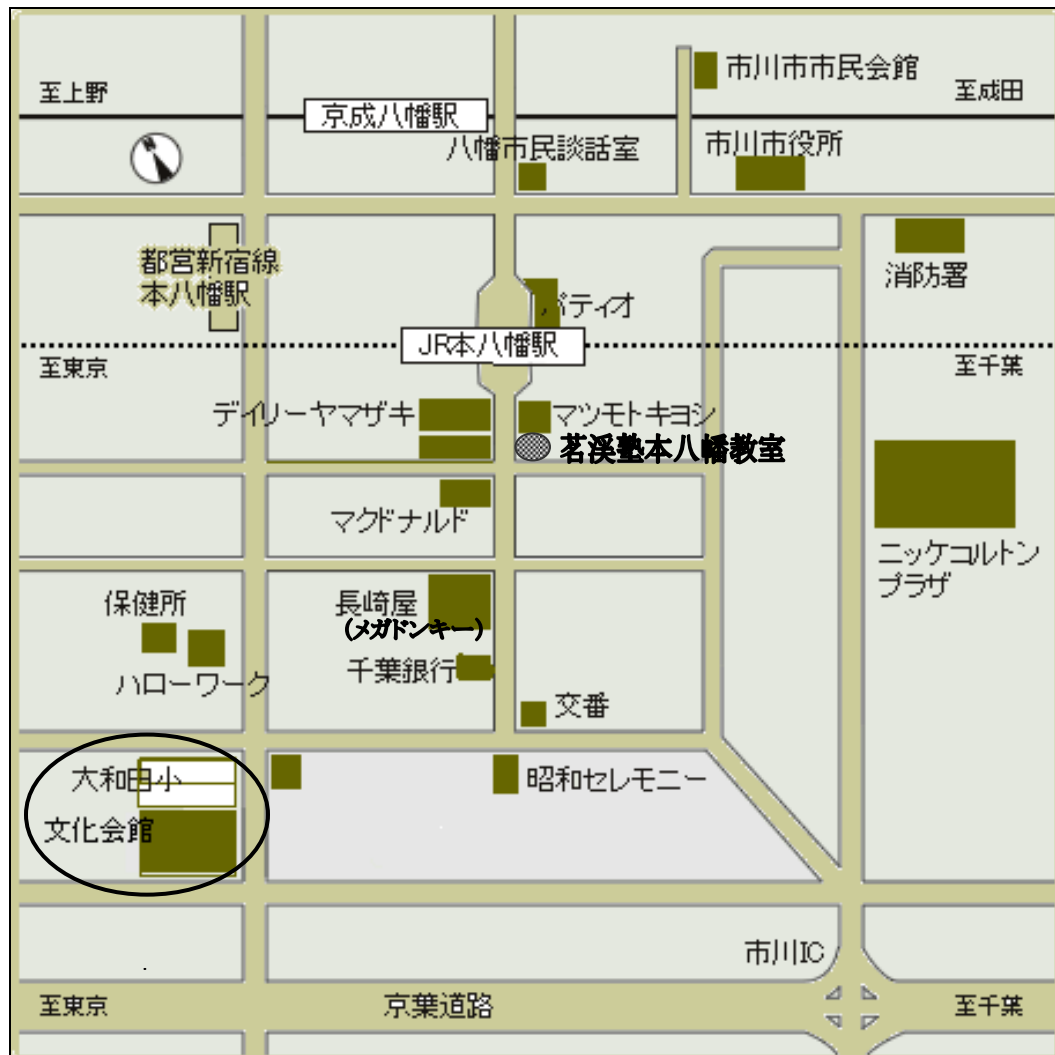 市川市市民会館
至上野
至成田
京成八幡駅
八幡市民談話室
市川市役所
都営新宿線
本八幡駅
消防署
パティオ
JR本八幡駅
至東京
至千葉
デイリーヤマザキ
マツモトキヨシ
茗渓塾本八幡教室
マクドナルド
ニッケコルトン
プラザ
保健所
長崎屋
(メガドンキー)
ハローワーク
千葉銀行
交番
大和田小
昭和セレモニー
文化会館
市川IC
至東京
京葉道路
至千葉